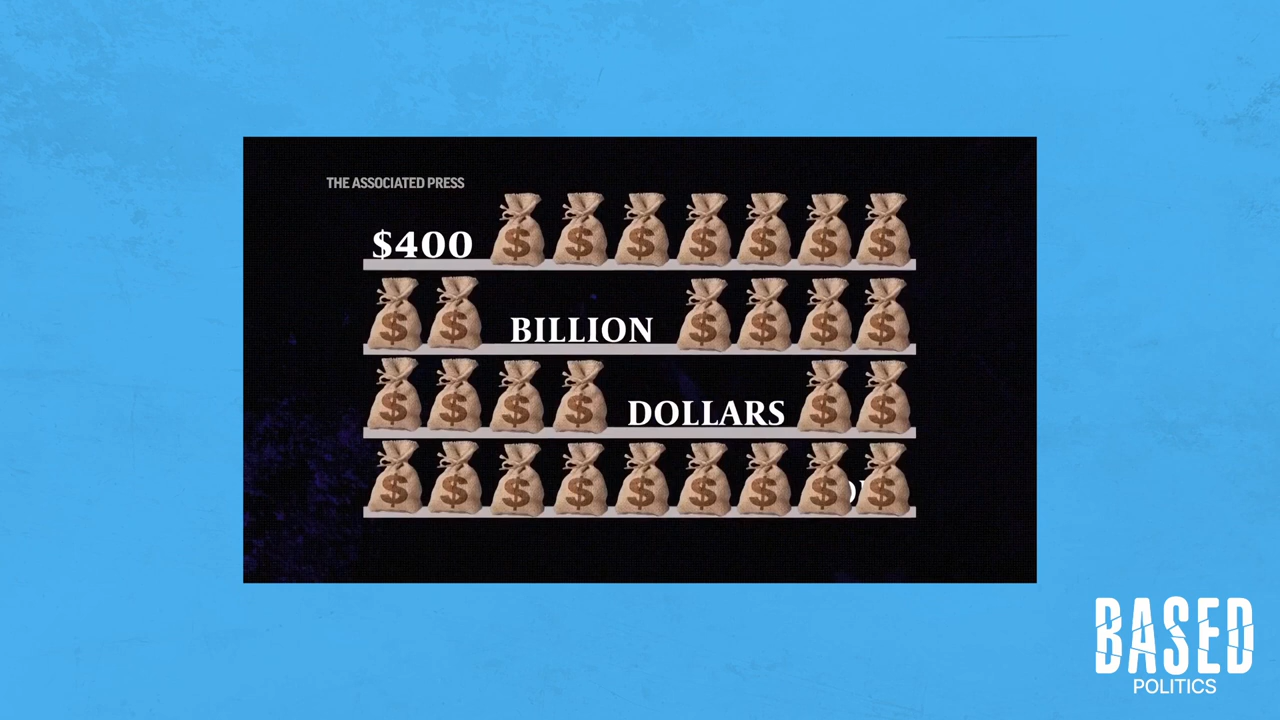 THE ASSOCIATED PRESS
$400
BILLION
DOLLARS
BASED
POLITICS